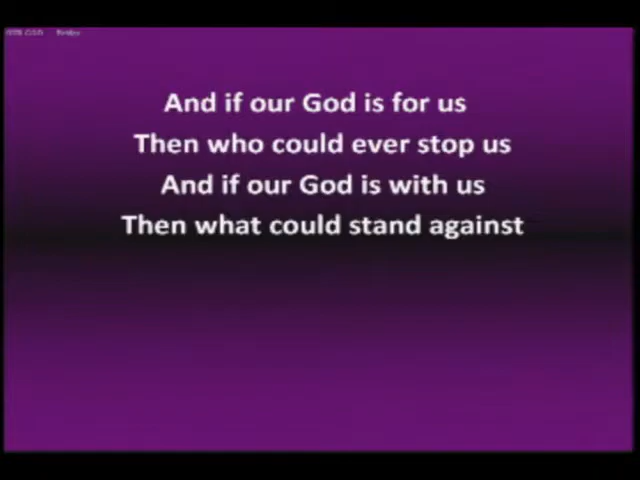 And if our God is for us
Then who could ever stop us
And if our God is with us
Then what could stand against